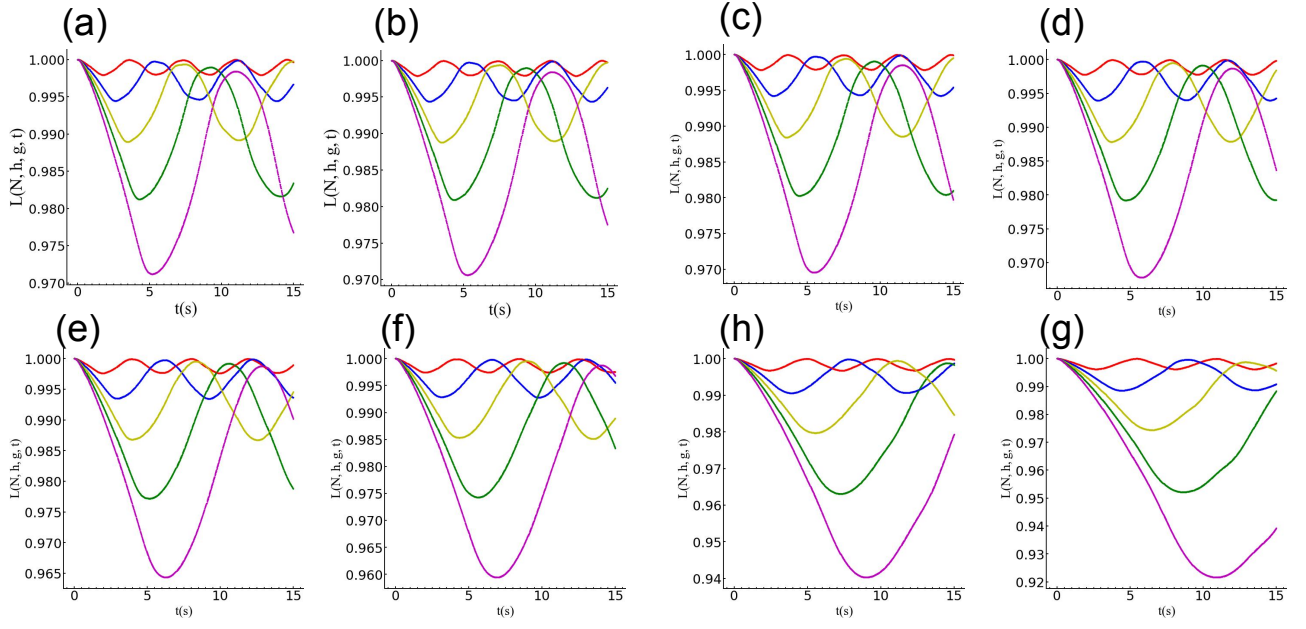 (a)
1.000
0.995
0.990
0.985
0.980
0.975
0.970
L(N, h, g, t)
0 5 10 15
t(s)
(b)
1.000
0.995
0.990
0.985
0.980
0.975
0.970
L(N, h, g, t)
0 5 10 15
t(s)
(c)
1.000
0.995
0.990
0.985
0.980
0.975
0.970
L(N, h, g, t)
0 5 10 15
t(s)
(d)
1.000
0.995
0.990
0.985
0.980
0.975
0.970
L(N, h, g, t)
0 5 10 15
t(s)
(e)
1.000
0.995
0.990
0.985
0.980
0.975
0.970
0.965
L(N, h, g, t)
0 5 10 15
t(s)
(f)
1.000
0.995
0.990
0.985
0.980
0.975
0.970
0.965
0.960
L(N, h, g, t)
0 5 10 15
t(s)
(h)
1.00
0.99
0.98
0.97
0.96
0.95
0.94
L(N, h, g, t)
0 5 10 15
t(s)
(g)
1.00
0.99
0.98
0.97
0.96
0.95
0.94
0.93
0.92
L(N, h, g, t)
0 5 10 15
t(s)